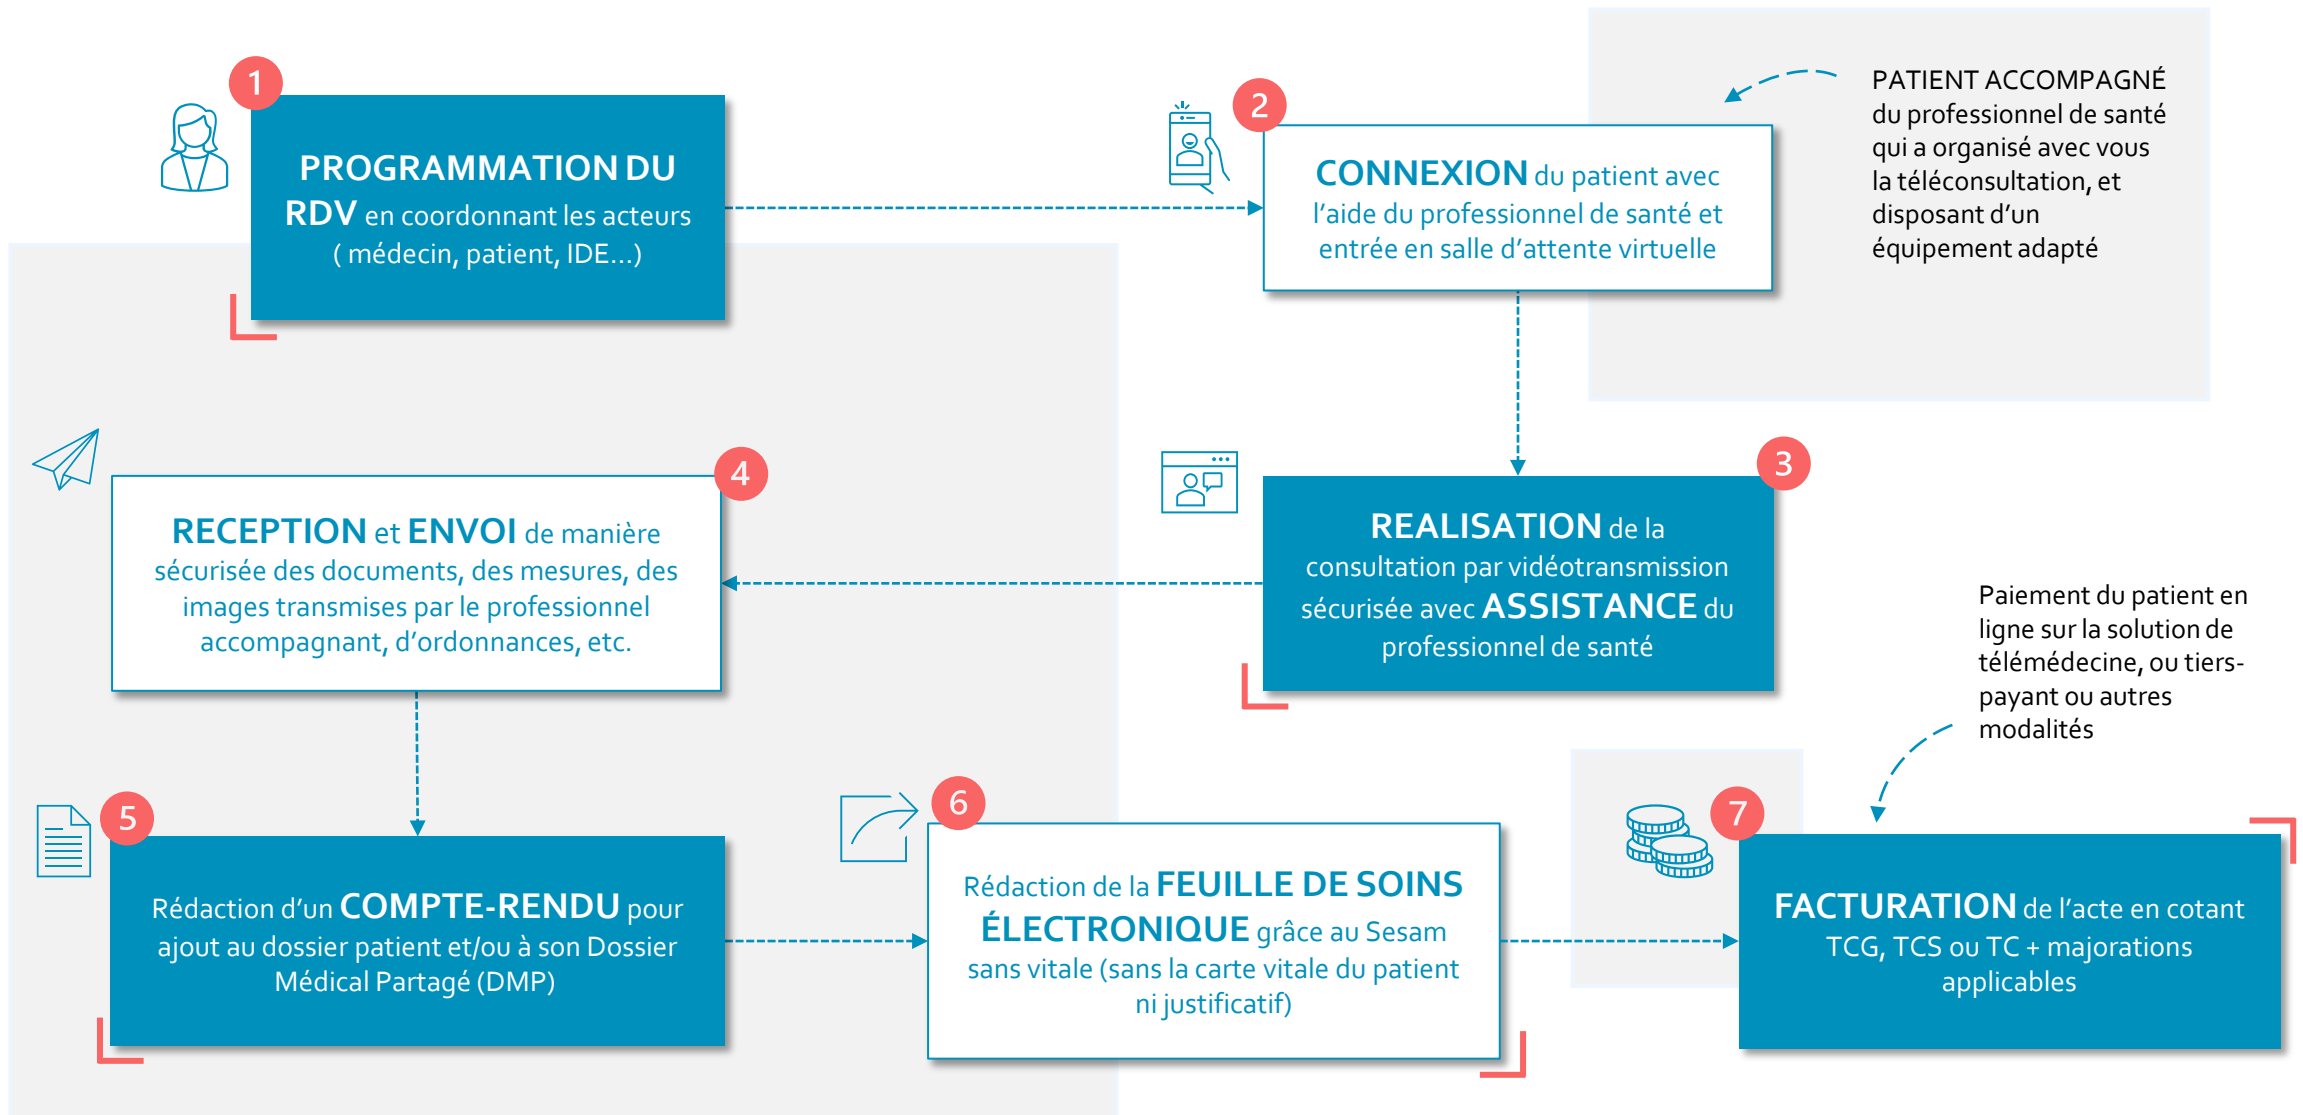 1
PROGRAMMATION DU
RDV en coordonnant les acteurs
( médecin, patient, IDE...)
2
CONNEXION du patient avec
l'aide du professionnel de santé et
entrée en salle d'attente virtuelle
PATIENT ACCOMPAGNÉ
du professionnel de santé
qui a organisé avec vous
la téléconsultation, et
disposant d'un
équipement adapté
3
REALISATION de la
consultation par vidéotransmission
sécurisée avec ASSISTANCE du
professionnel de santé
4
RECEPTION et ENVOI de manière
sécurisée des documents, des mesures, des
images transmises par le professionnel
accompagnant, d'ordonnances, etc.
5
Rédaction d'un COMPTE-RENDU pour
ajout au dossier patient et/ou à son Dossier
Médical Partagé (DMP)
6
Rédaction de la FEUILLE DE SOINS
ÉLECTRONIQUE grâce au Sesam
sans vitale (sans la carte vitale du patient
ni justificatif)
Paiement du patient en
ligne sur la solution de
télémédecine, ou tiers-
payant ou autres
modalités
7
FACTURATION de l'acte en cotant
TCG, TCS ou TC + majorations
applicables